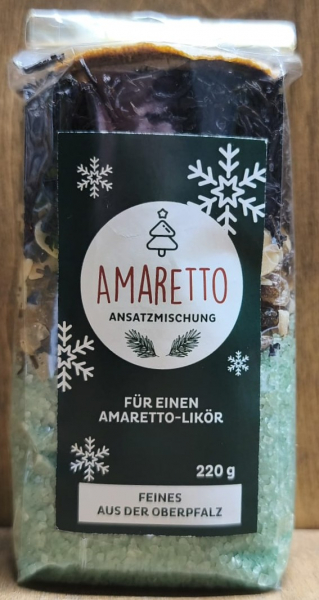 AMARETTO
ANSATZMISCHUNG
FÜR EINEN
AMARETTO-LIKÖR
220 g
FEINES
AUS DER OBERPFALZ